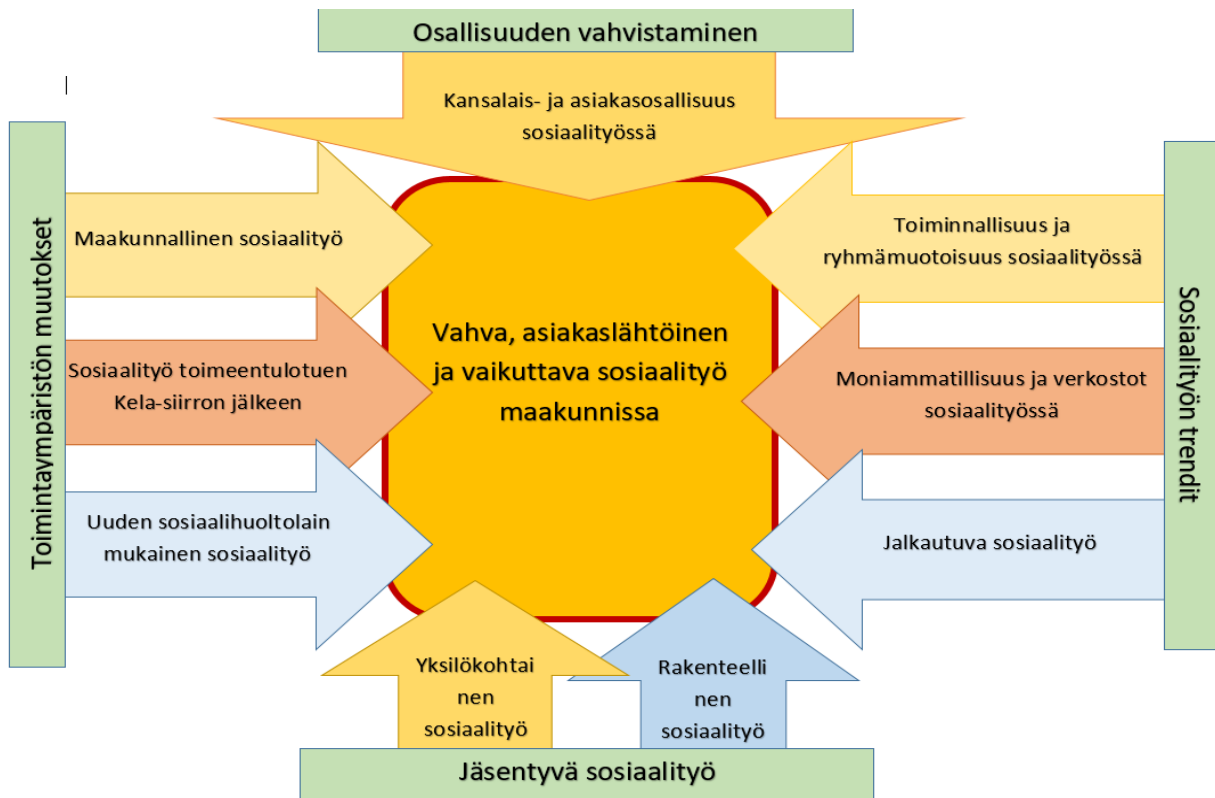 Osallisuuden vahvistaminen
Kansalais- ja asiakasosallisuus
sosiaalityössä
Toimintaympäristön muutokset
Maakunnallinen sosiaalityö
Sosiaalityö toimeentulotuen
Kela-siirron jälkeen
Uuden sosiaalihuoltolain
mukainen sosiaalityö
Vahva, asiakaslähtöinen
ja vaikuttava sosiaalityö
maakunnissa
Toiminnallisuus ja
ryhmämuotoisuus sosiaalityössä
Moniammatillisuus ja verkostot
sosiaalityössä
Jalkautuva sosiaalityö
Sosiaalityön trendit
Yksilökohtai
nen
sosiaalityö
Rakenteelli
nen
sosiaalityö
Jäsentyvä sosiaalityö